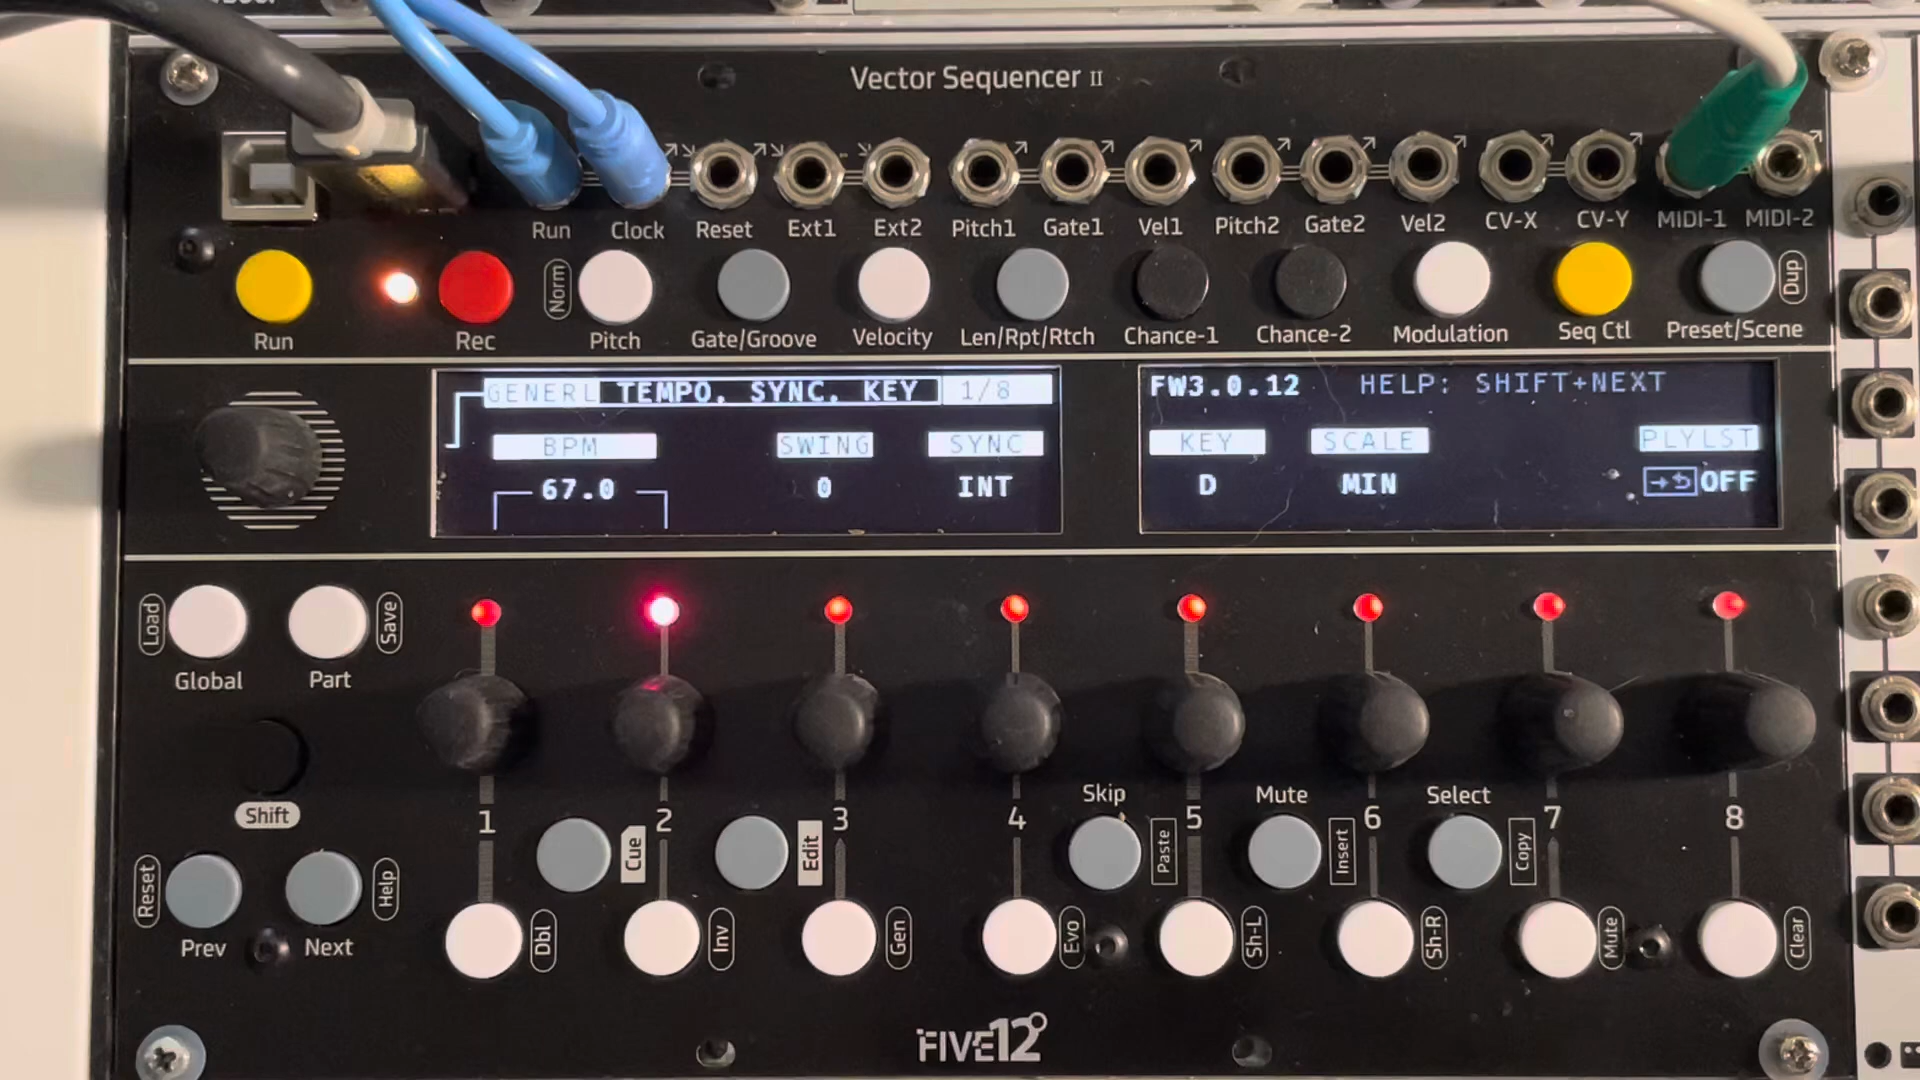 Vector Sequencer II
Run Clock Reset Ext1 Ext2 Pitch1 Gate1 Vel1 Pitch2 Gate2 Vel2 CV-X CV-Y MIDI-1 MIDI-2
Norm Dup
Run Rec Pitch Gate/Groove Velocity Len/Rpt/Rtch Chance-1 Chance-2 Modulation Seq Ctl Preset/Scene
GENERL TEMPO. SYNC. KEY 1/8
BPM SWING SYNC
67.0 0 INT
FW3.0.12 HELP: SHIFT+NEXT
KEY SCALE PLYLST
D MIN OFF
Load Save
Global Part
Shift
Skip Mute Select
1 2 3 4 5 6 7 8
Cue Edit Paste Insert Copy
Reset Help
Prev Next
Dbl Inv Gen Evo Sh-L Sh-R Mute Clear
FIVE12